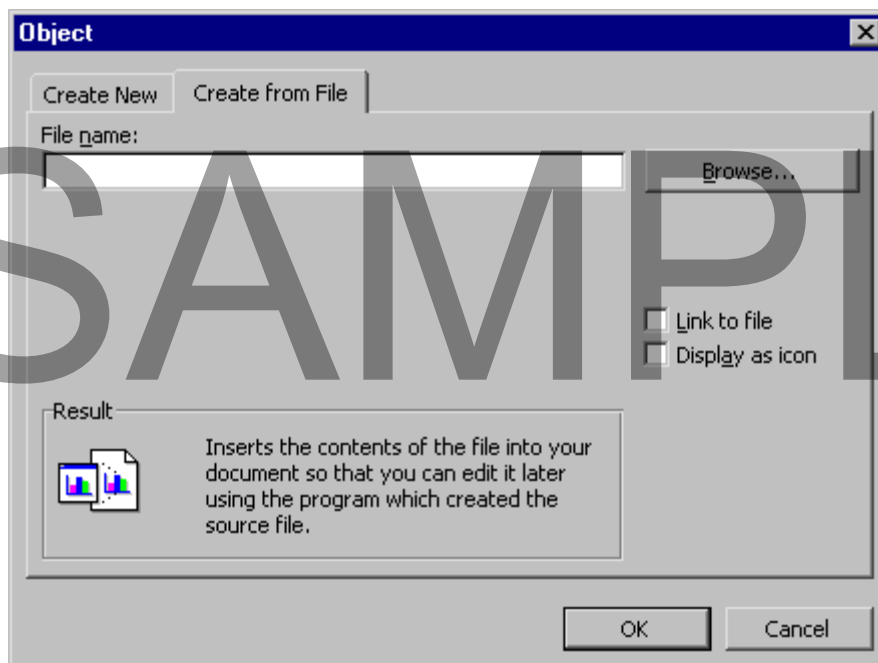 Object
Create New
Create from File
File name:
Browse...
SAMPL
Link to file
Display as icon
Result
Inserts the contents of the file into your
document so that you can edit it later
using the program which created the
source file.
OK
Cancel